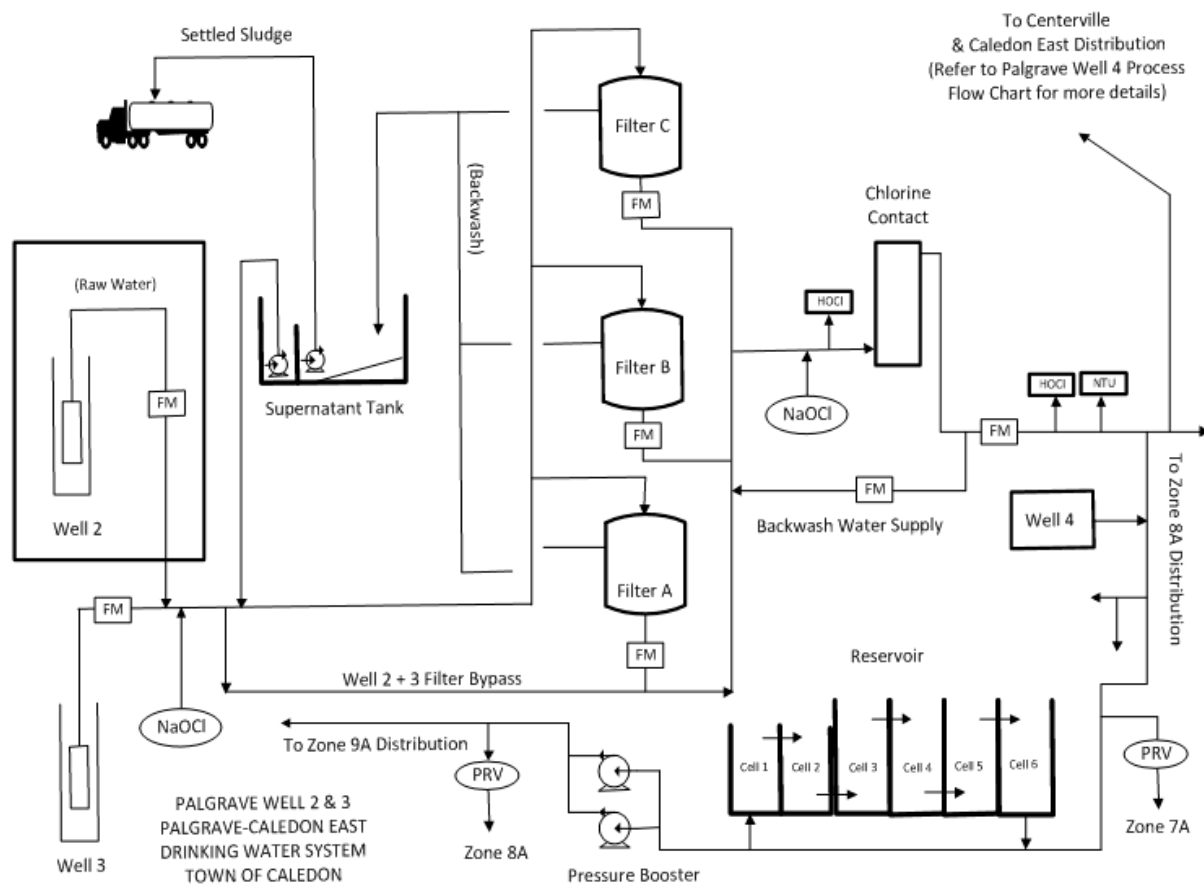 Settled Sludge
To Centerville
& Caledon East Distribution
(Refer to Palgrave Well 4 Process
Flow Chart for more details)
Filter C
FM
(Backwash)
Chlorine
Contact
(Raw Water)
HOCl
FM
Supernatant Tank
Filter B
FM
NaOCl
HOCl
NTU
FM
Well 2
FM
Backwash Water Supply
Well 4
To Zone 8A Distribution
Filter A
FM
FM
Reservoir
Well 2 + 3 Filter Bypass
NaOCl
To Zone 9A Distribution
PRV
Cell 1
Cell 2
Cell 3
Cell 4
Cell 5
Cell 6
PRV
PALGRAVE WELL 2 & 3
PALGRAVE-CALEDON EAST
DRINKING WATER SYSTEM
TOWN OF CALEDON
Zone 8A
Zone 7A
Well 3
Pressure Booster